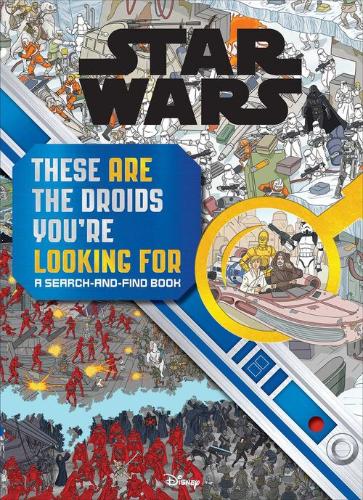 STAR
WARS
THESE ARE
THE DROIDS
YOU'RE
LOOKING FOR
A SEARCH-AND-FIND BOOK
DISNEY